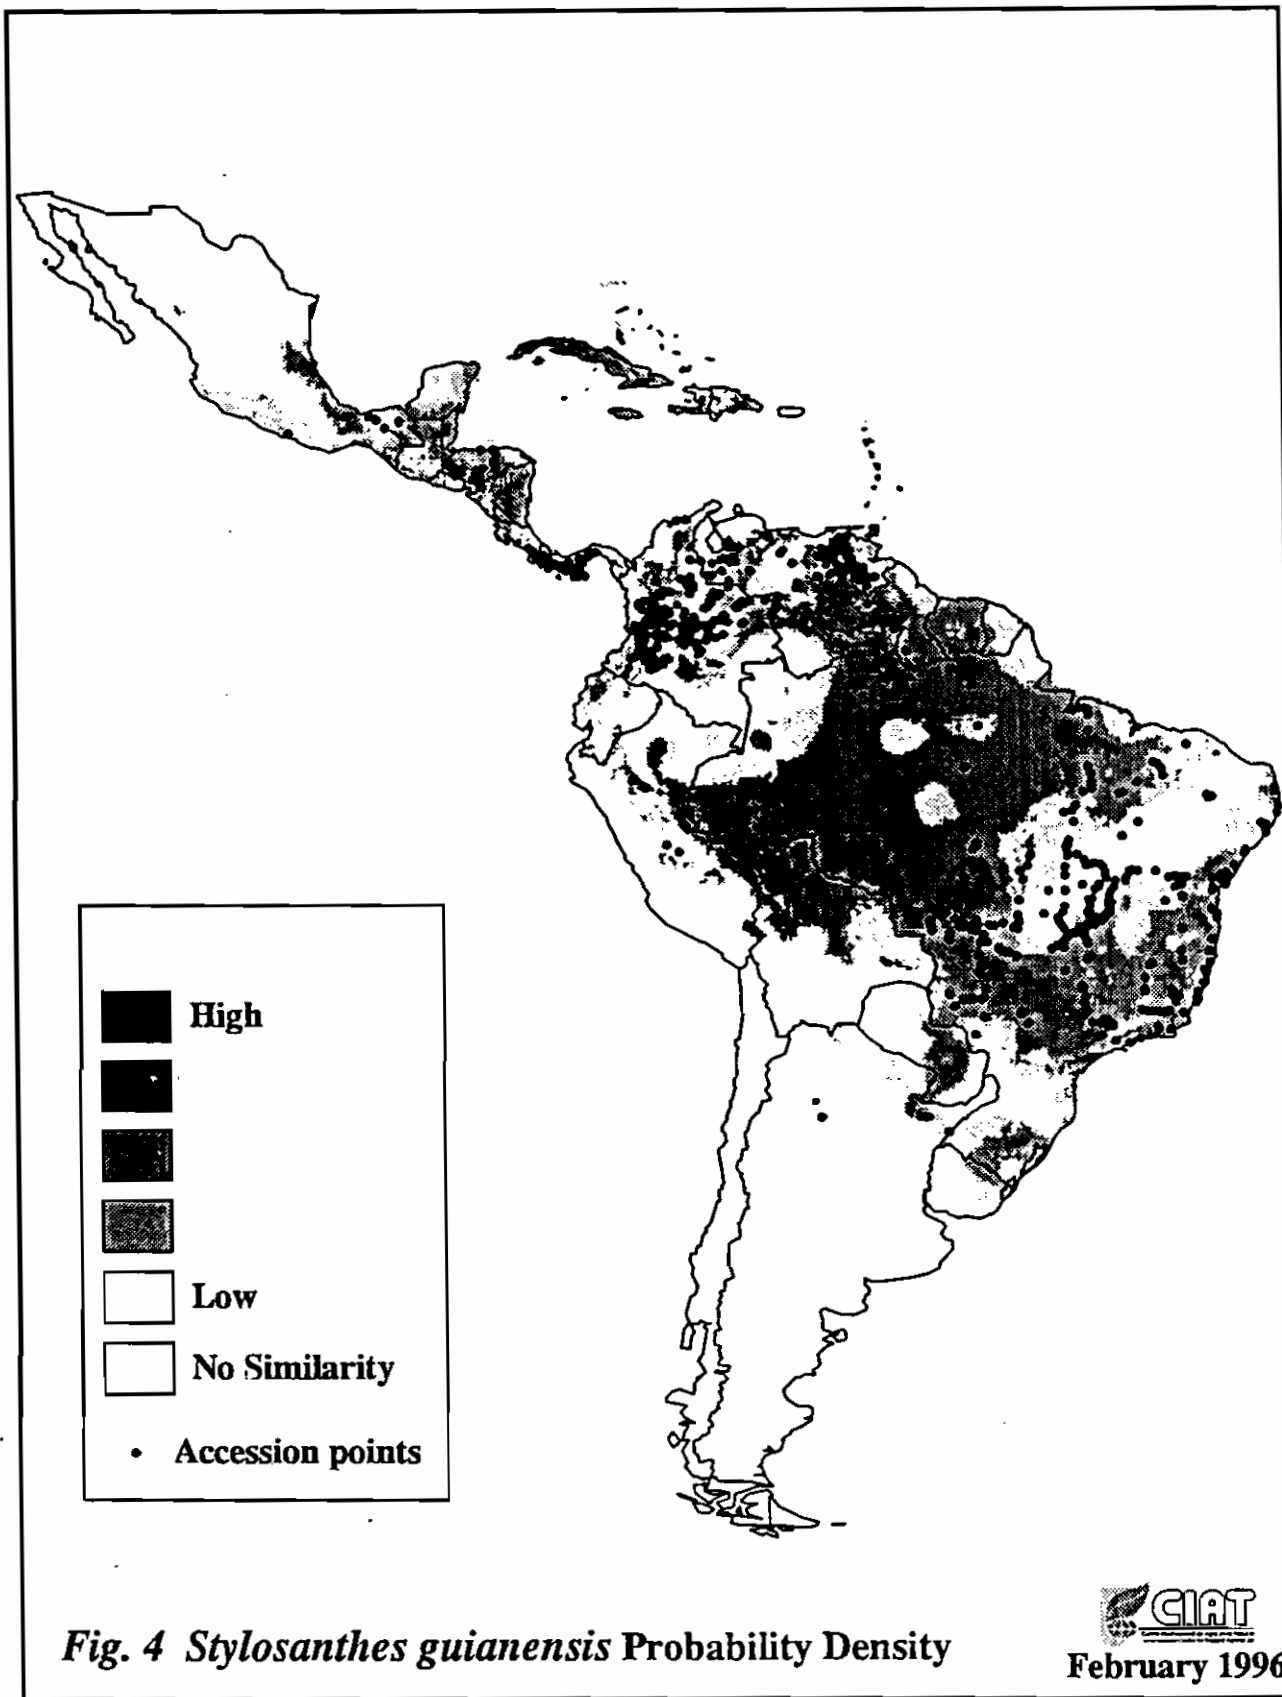 High
Low
No Similarity
Accession points
Fig. 4 Stylosanthes guianensis Probability Density
CIAT
February 1996